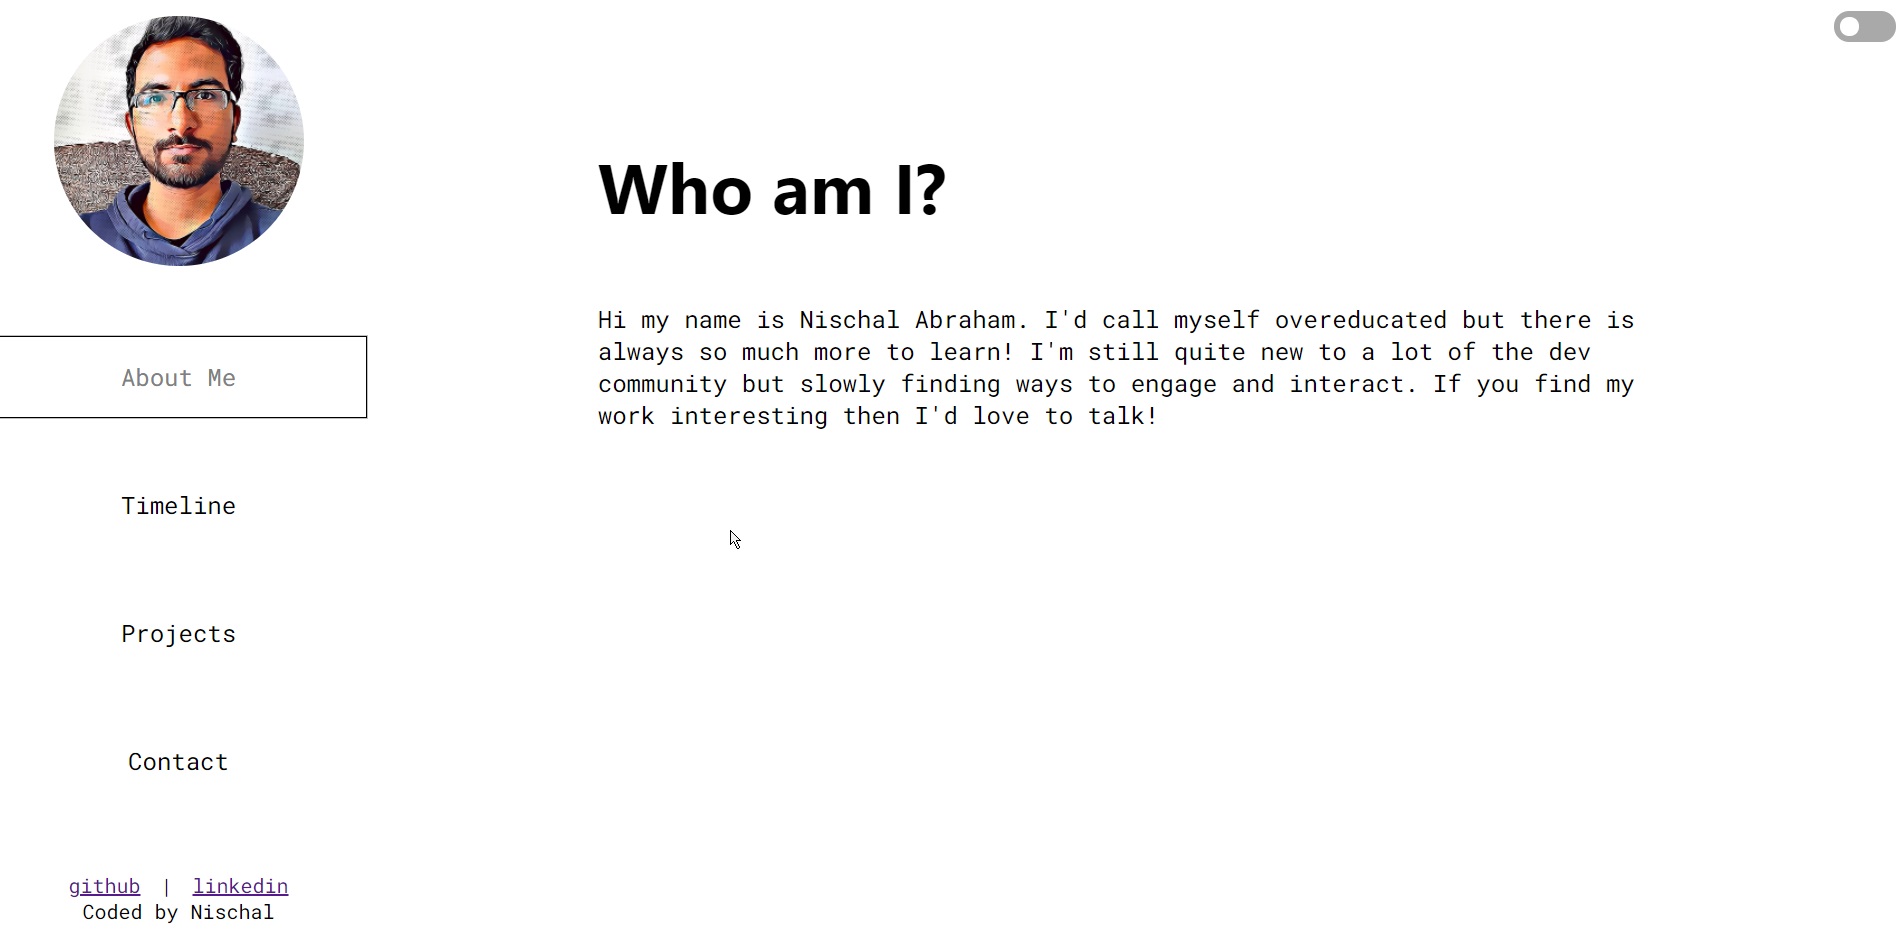 Who am I?
Hi my name is Nischal Abraham. I'd call myself overeducated but there is
always so much more to learn! I'm still quite new to a lot of the dev
community but slowly finding ways to engage and interact. If you find my
work interesting then I'd love to talk!
About Me
Timeline
Projects
Contact
github | linkedin
Coded by Nischal